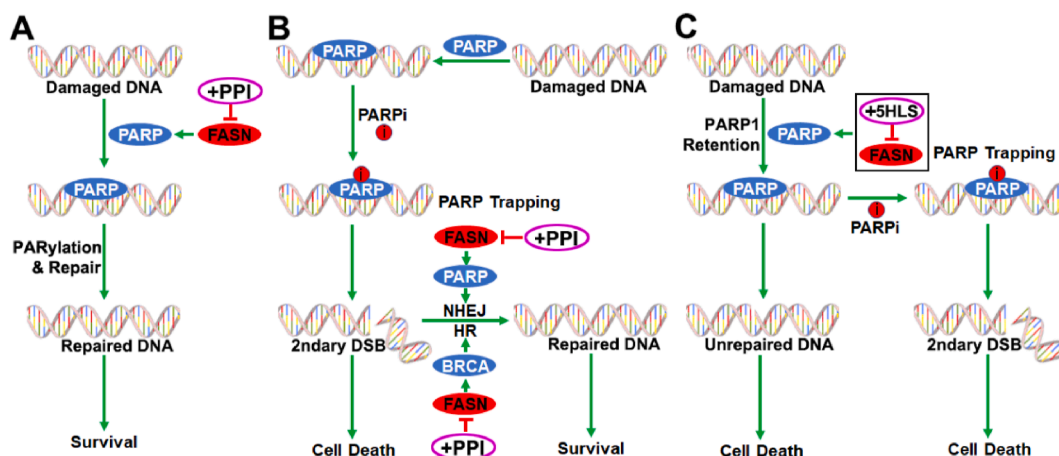 A
Damaged DNA
+PPI
PARP
FASN
PARP
PARylation
& Repair
Repaired DNA
Survival
B
PARP
PARP
Damaged DNA
PARPi
i
i
PARP
PARP Trapping
FASN
+PPI
PARP
NHEJ
HR
2ndary DSB
Repaired DNA
BRCA
FASN
+PPI
Cell Death
Survival
C
Damaged DNA
PARP1
Retention
PARP
+5HLS
FASN
PARP Trapping
PARP
i
PARP
i
PARPi
Unrepaired DNA
2ndary DSB
Cell Death
Cell Death